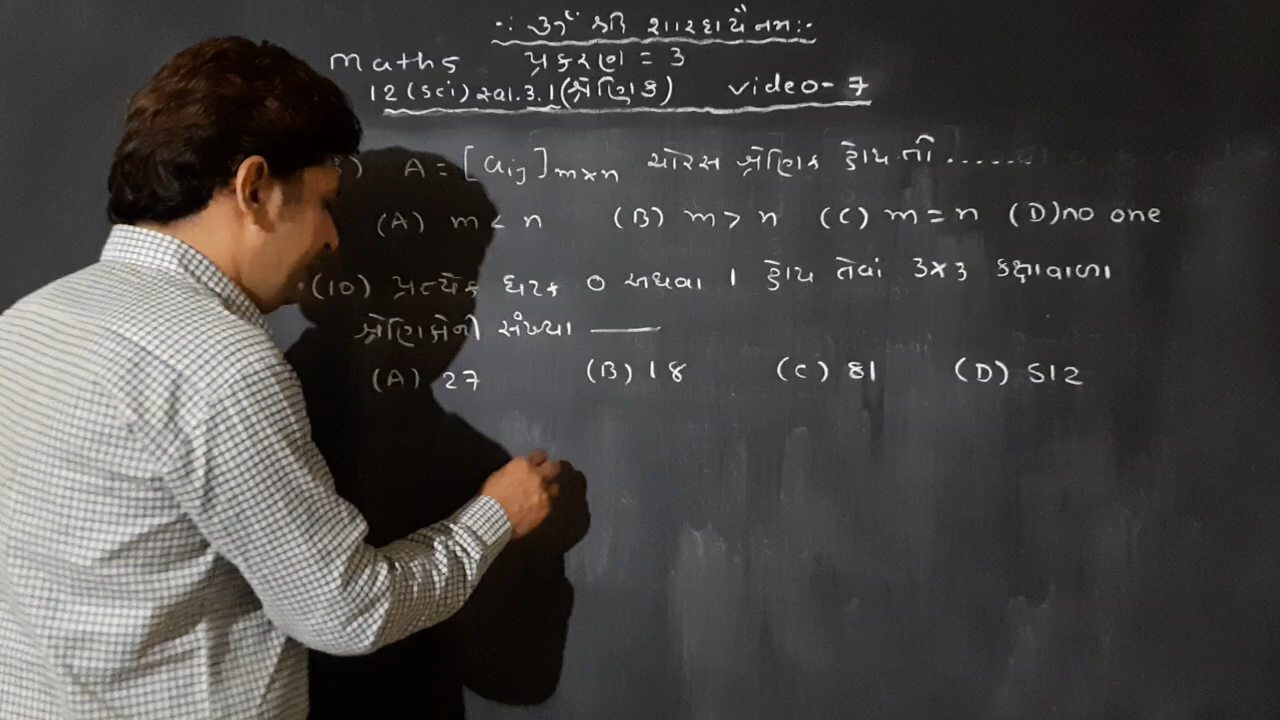 ૐ શ્રી શારદાયૈ નમઃ
Maths પ્રકરણ = 3
12 (Sci) સ્વા. 3.1 (શ્રેણિક) video - 7
) A = [aij]m×n ચોરસ શ્રેણિક હોય તો ......
(A) m < n (B) m > n (C) m = n (D) no one
(10) પ્રત્યેક ઘટક 0 અથવા 1 હોય તેવાં 3×3 કક્ષાવાળા
શ્રેણિકોની સંખ્યા ——
(A) 27 (B) 18 (C) 81 (D) 512